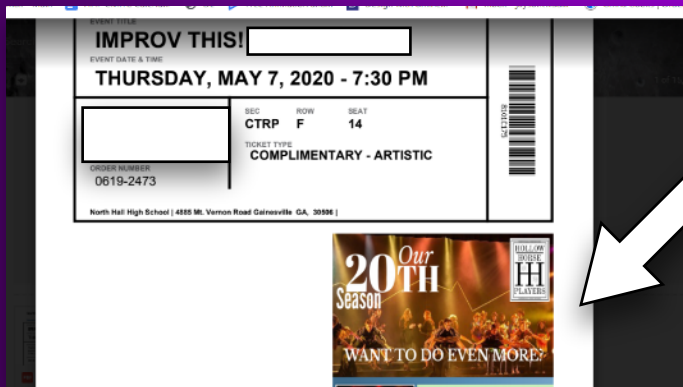 EVENT TITLE
IMPROV THIS!
EVENT DATE & TIME
THURSDAY, MAY 7, 2020 - 7:30 PM
SEC ROW SEAT
CTRP F 14
TICKET TYPE
COMPLIMENTARY - ARTISTIC
ORDER NUMBER
0619-2473
North Hall High School | 4885 Mt. Vernon Road Gainesville GA, 30506 |
Our
20TH
Season
HOLLOW
HORSE
HH
PLAYERS
WANT TO DO EVEN MORE?